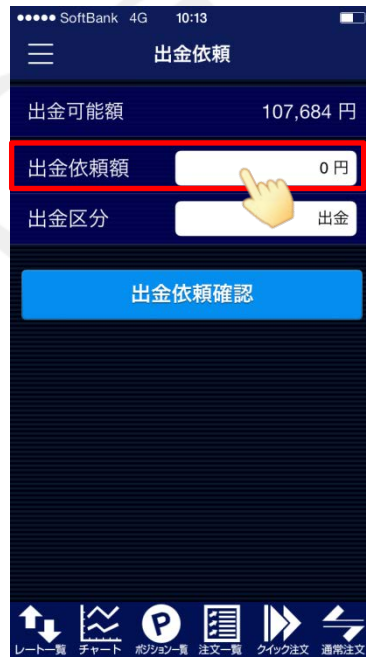 ●●●●● SoftBank 4G 10:13
出金依頼
出金可能額 107,684 円
出金依頼額 0 円
出金区分 出金
出金依頼確認
P
レート一覧 チャート ポジション一覧 注文一覧 クイック注文 通常注文